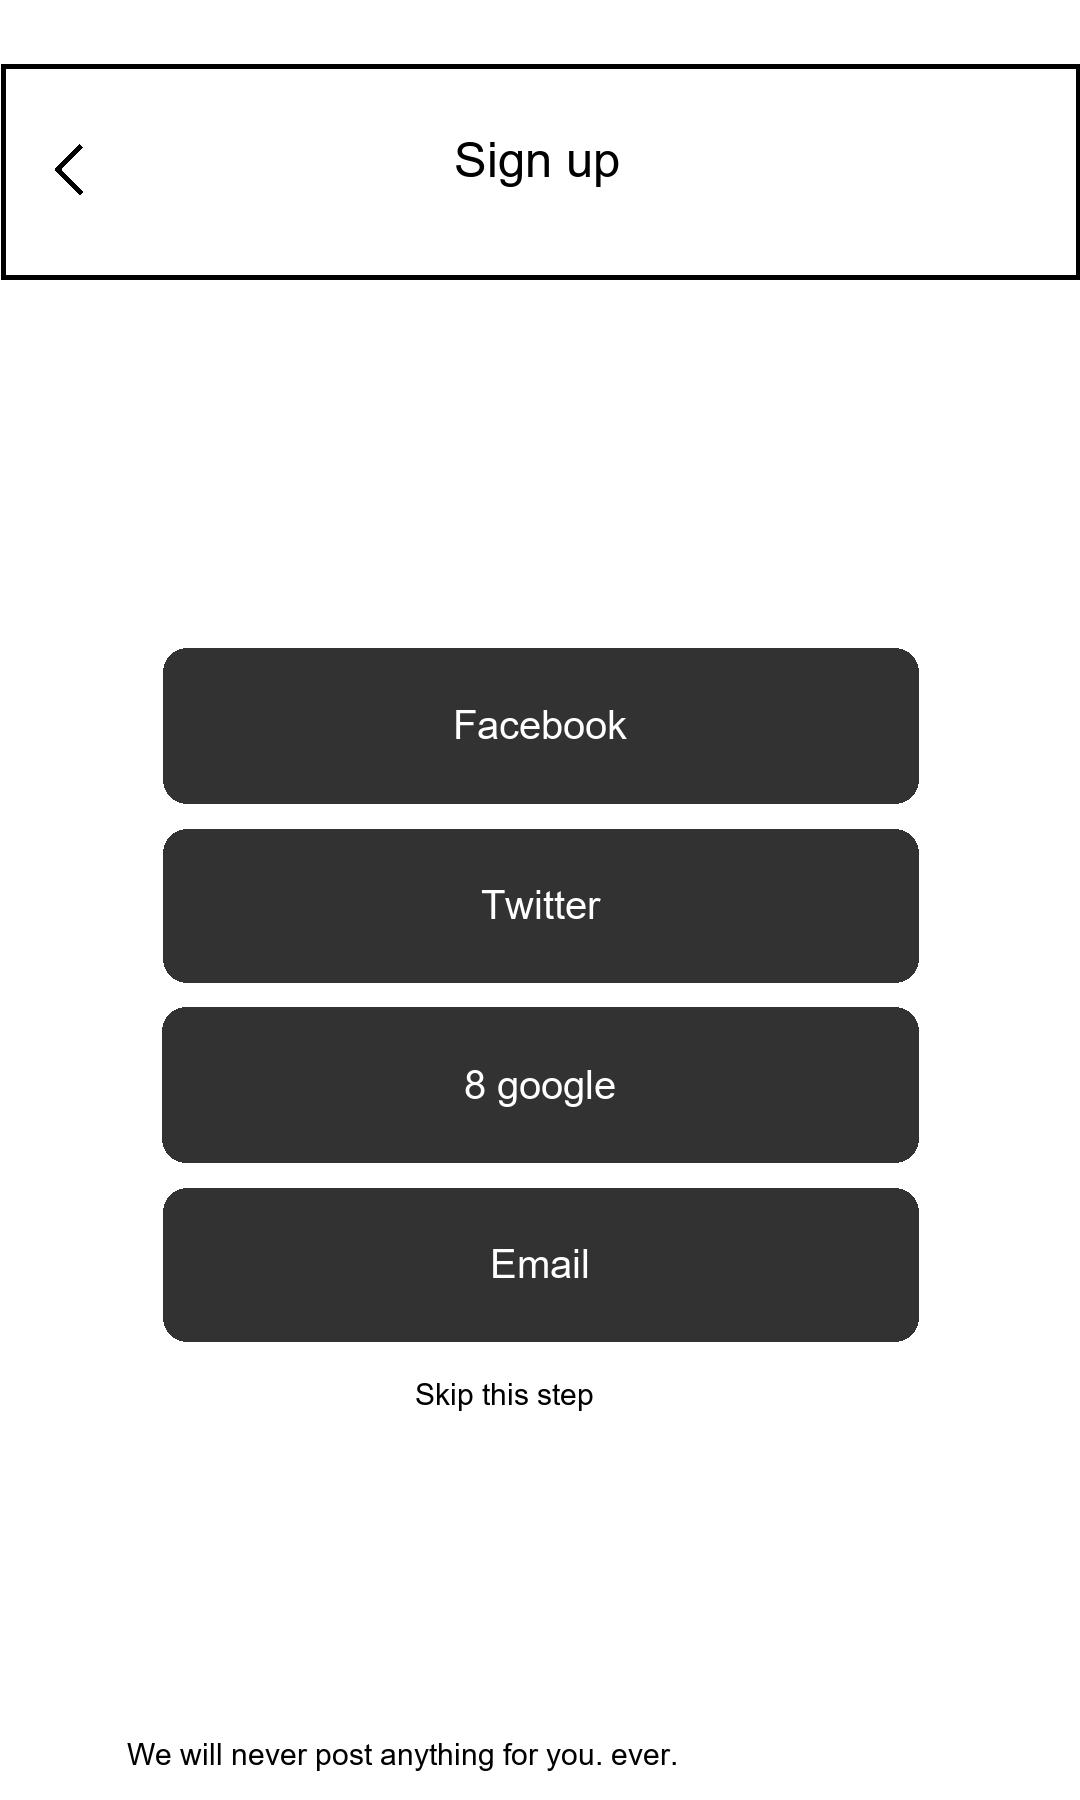 Sign up
Facebook
Twitter
8 google
Email
Skip this step
We will never post anything for you. ever.